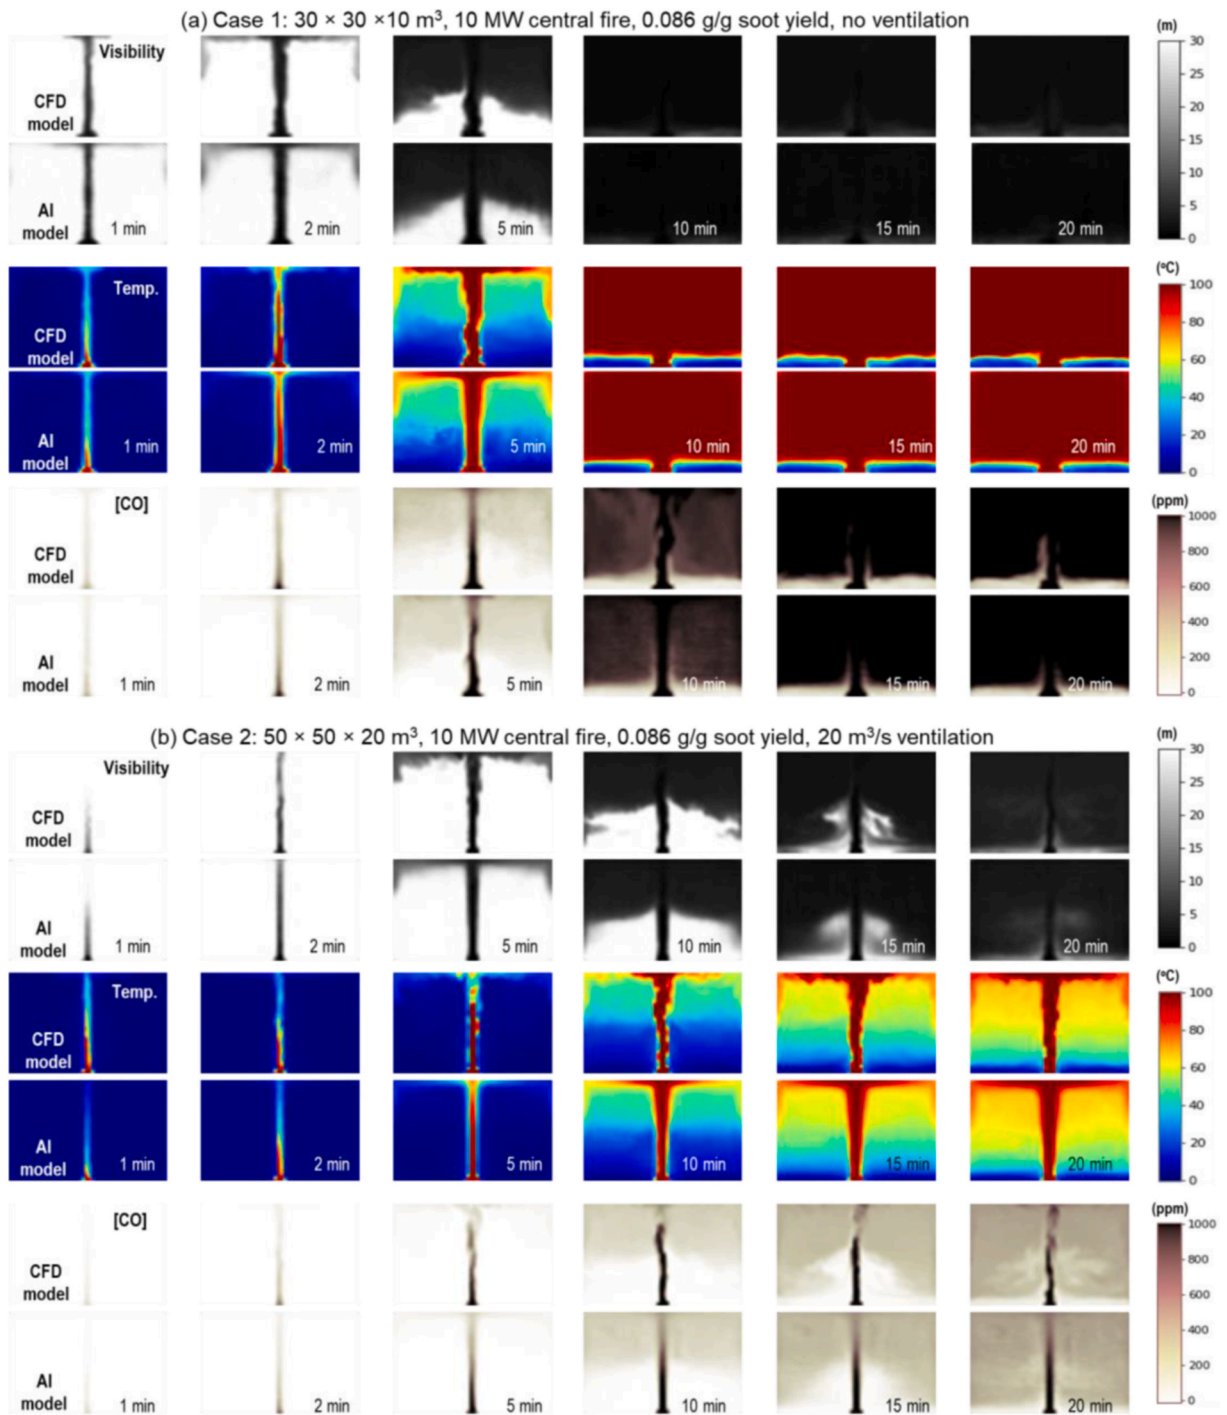 (a) Case 1: 30 × 30 ×10 m³, 10 MW central fire, 0.086 g/g soot yield, no ventilation
(m)
Visibility
CFD
model
30
25
20
15
10
5
0
AI
model
1 min
2 min
5 min
10 min
15 min
20 min
(ºC)
Temp.
CFD
model
100
80
60
40
20
0
AI
model
1 min
2 min
5 min
10 min
15 min
20 min
[CO]
(ppm)
CFD
model
1000
800
600
400
200
0
AI
model
1 min
2 min
5 min
10 min
15 min
20 min
(b) Case 2: 50 × 50 × 20 m³, 10 MW central fire, 0.086 g/g soot yield, 20 m³/s ventilation
(m)
Visibility
CFD
model
30
25
20
15
10
5
0
AI
model
1 min
2 min
5 min
10 min
15 min
20 min
(ºC)
Temp.
CFD
model
100
80
60
40
20
0
AI
model
1 min
2 min
5 min
10 min
15 min
20 min
[CO]
(ppm)
CFD
model
1000
800
600
400
200
0
AI
model
1 min
2 min
5 min
10 min
15 min
20 min